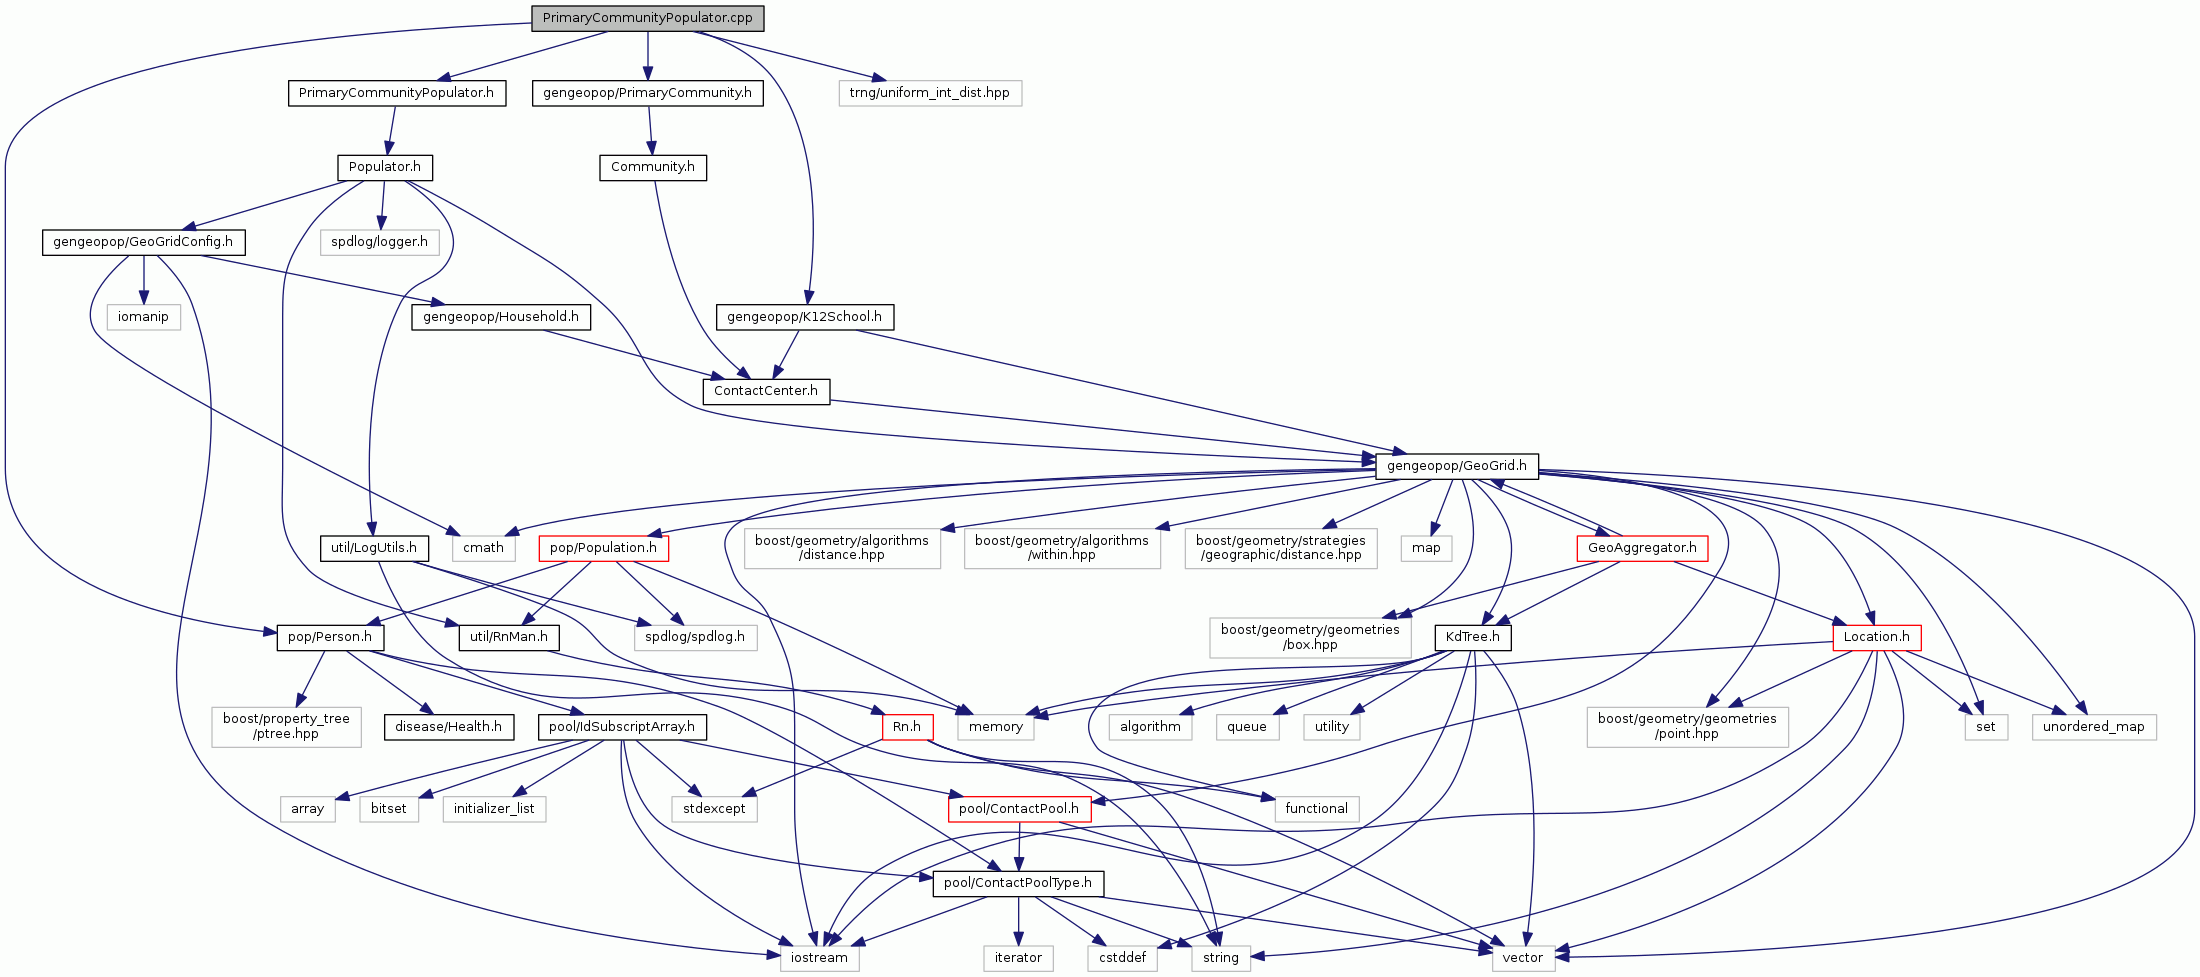 PrimaryCommunityPopulator.cpp
PrimaryCommunityPopulator.h
gengeopop/PrimaryCommunity.h
trng/uniform_int_dist.hpp
Populator.h
Community.h
gengeopop/GeoGridConfig.h
spdlog/logger.h
iomanip
gengeopop/Household.h
gengeopop/K12School.h
ContactCenter.h
gengeopop/GeoGrid.h
util/LogUtils.h
cmath
pop/Population.h
boost/geometry/algorithms
/distance.hpp
boost/geometry/algorithms
/within.hpp
boost/geometry/strategies
/geographic/distance.hpp
map
GeoAggregator.h
pop/Person.h
util/RnMan.h
spdlog/spdlog.h
boost/geometry/geometries
/box.hpp
KdTree.h
Location.h
boost/property_tree
/ptree.hpp
disease/Health.h
pool/IdSubscriptArray.h
Rn.h
memory
algorithm
queue
utility
boost/geometry/geometries
/point.hpp
set
unordered_map
array
bitset
initializer_list
stdexcept
pool/ContactPool.h
functional
pool/ContactPoolType.h
iostream
iterator
cstddef
string
vector